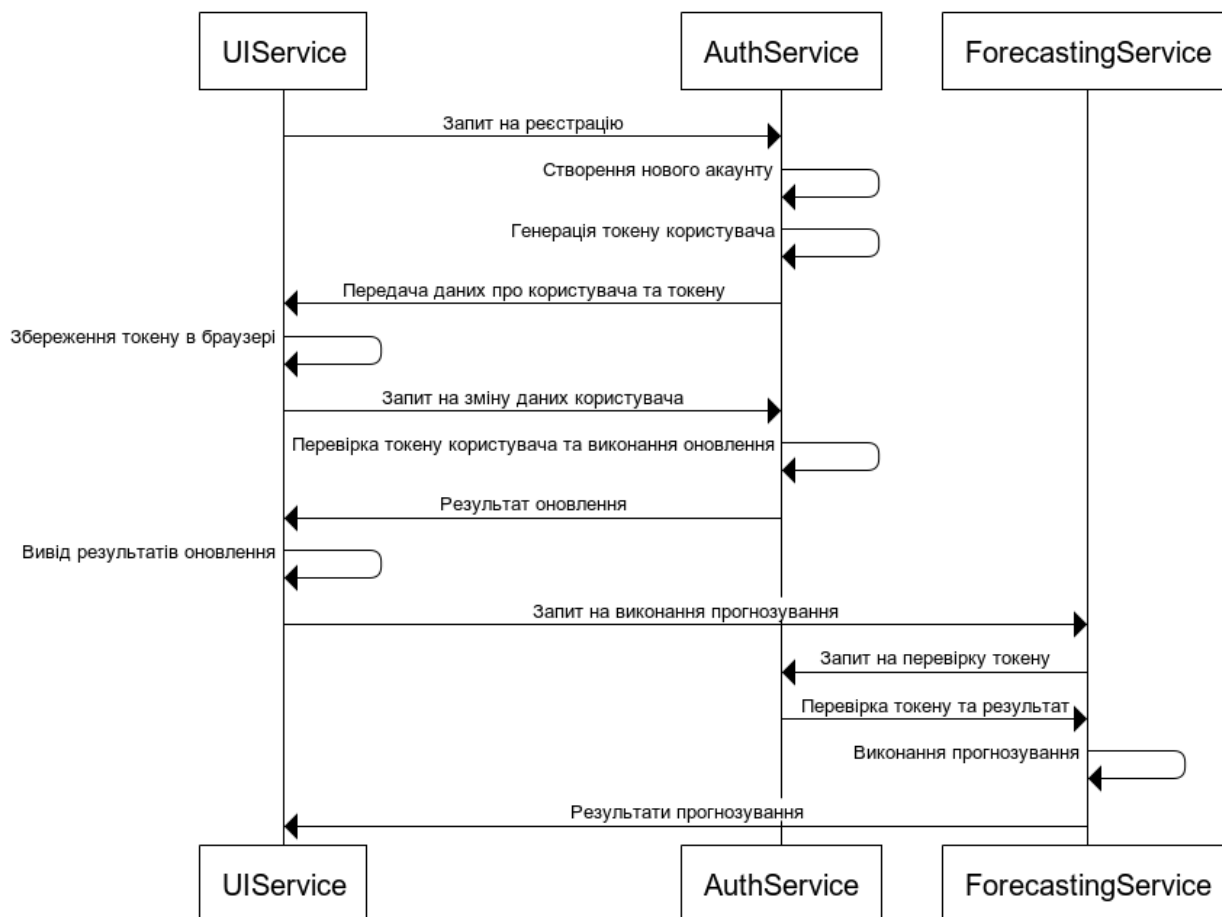 UIService
AuthService
ForecastingService
Запит на реєстрацію
Створення нового акаунту
Генерація токену користувача
Передача даних про користувача та токену
Збереження токену в браузері
Запит на зміну даних користувача
Перевірка токену користувача та виконання оновлення
Результат оновлення
Вивід результатів оновлення
Запит на виконання прогнозування
Запит на перевірку токену
Перевірка токену та результат
Виконання прогнозування
Результати прогнозування
UIService
AuthService
ForecastingService